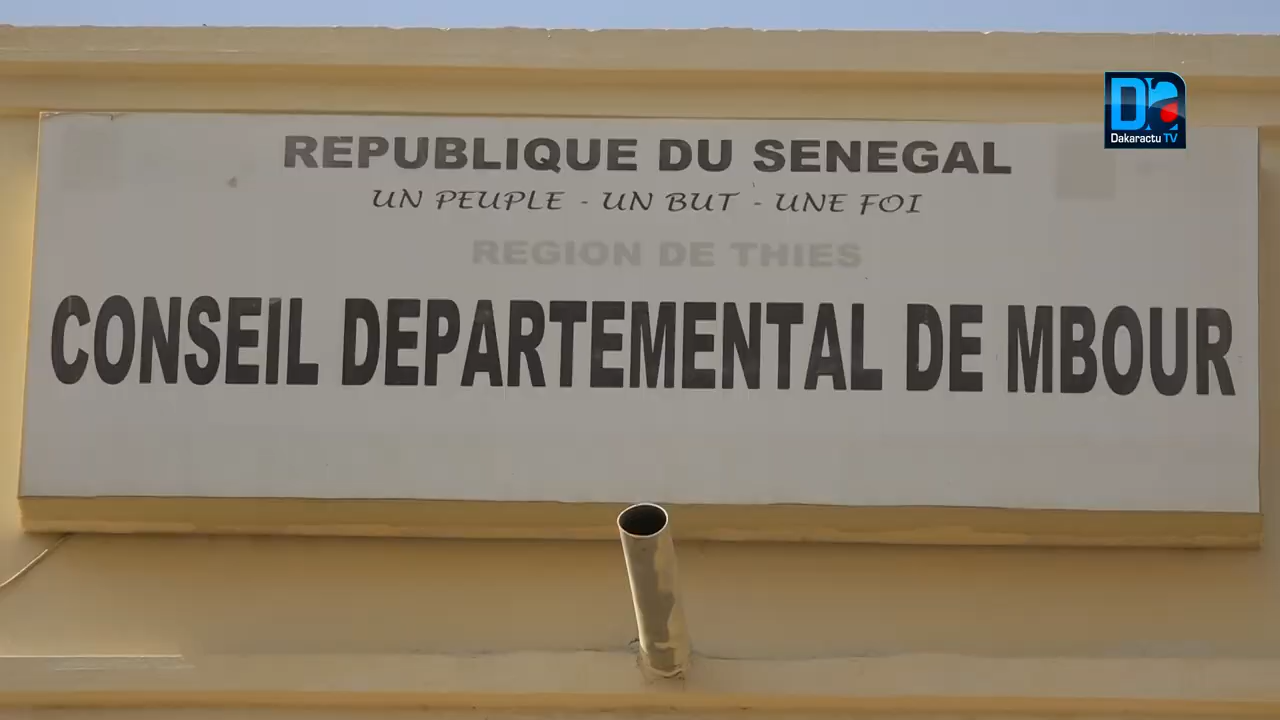 REPUBLIQUE DU SENEGAL
UN PEUPLE - UN BUT - UNE FOI
REGION DE THIES
CONSEIL DEPARTEMENTAL DE MBOUR
Dakaractu TV